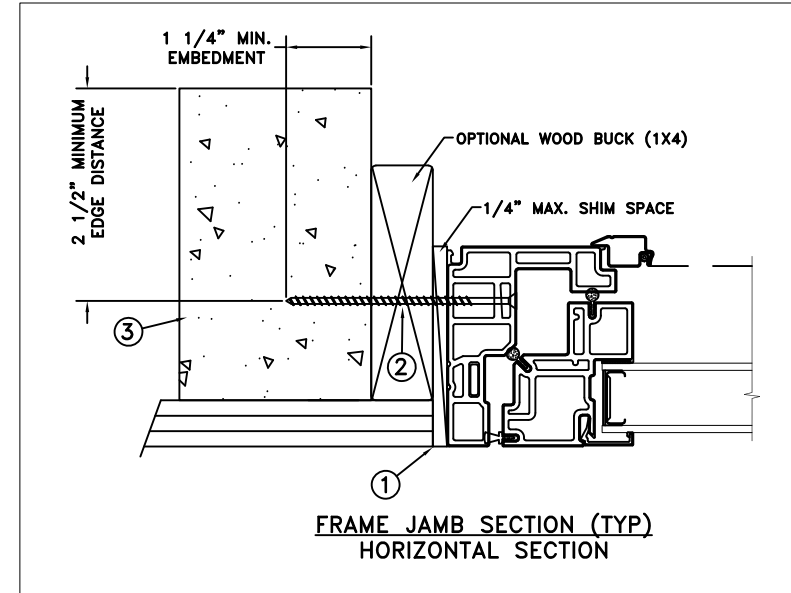 1 1/4" MIN.
EMBEDMENT
2 1/2" MINIMUM
EDGE DISTANCE
OPTIONAL WOOD BUCK (1X4)
1/4" MAX. SHIM SPACE
3
2
1
FRAME JAMB SECTION (TYP)
HORIZONTAL SECTION